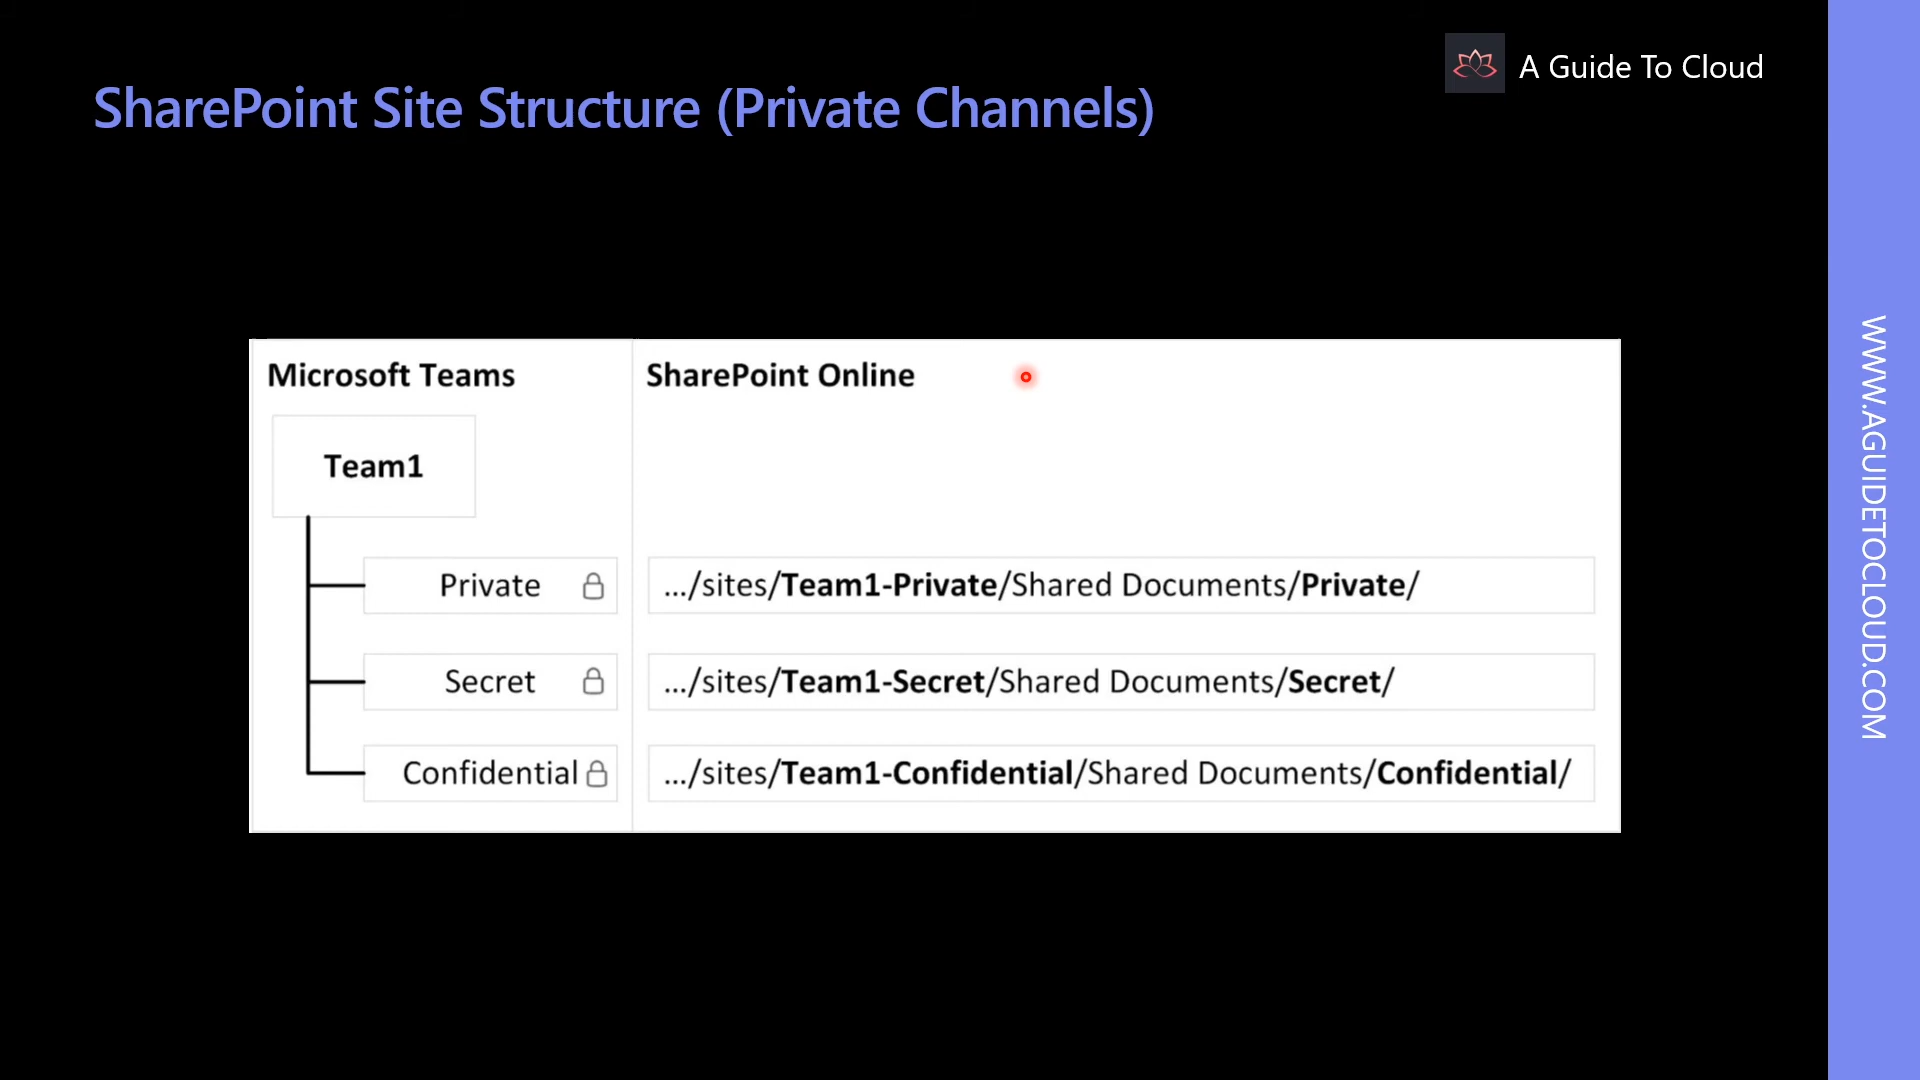 A Guide To Cloud
SharePoint Site Structure (Private Channels)
Microsoft Teams
SharePoint Online
Team1
Private
.../sites/Team1-Private/Shared Documents/Private/
Secret
.../sites/Team1-Secret/Shared Documents/Secret/
Confidential
.../sites/Team1-Confidential/Shared Documents/Confidential/
WWW.AGUIDETOCLOUD.COM